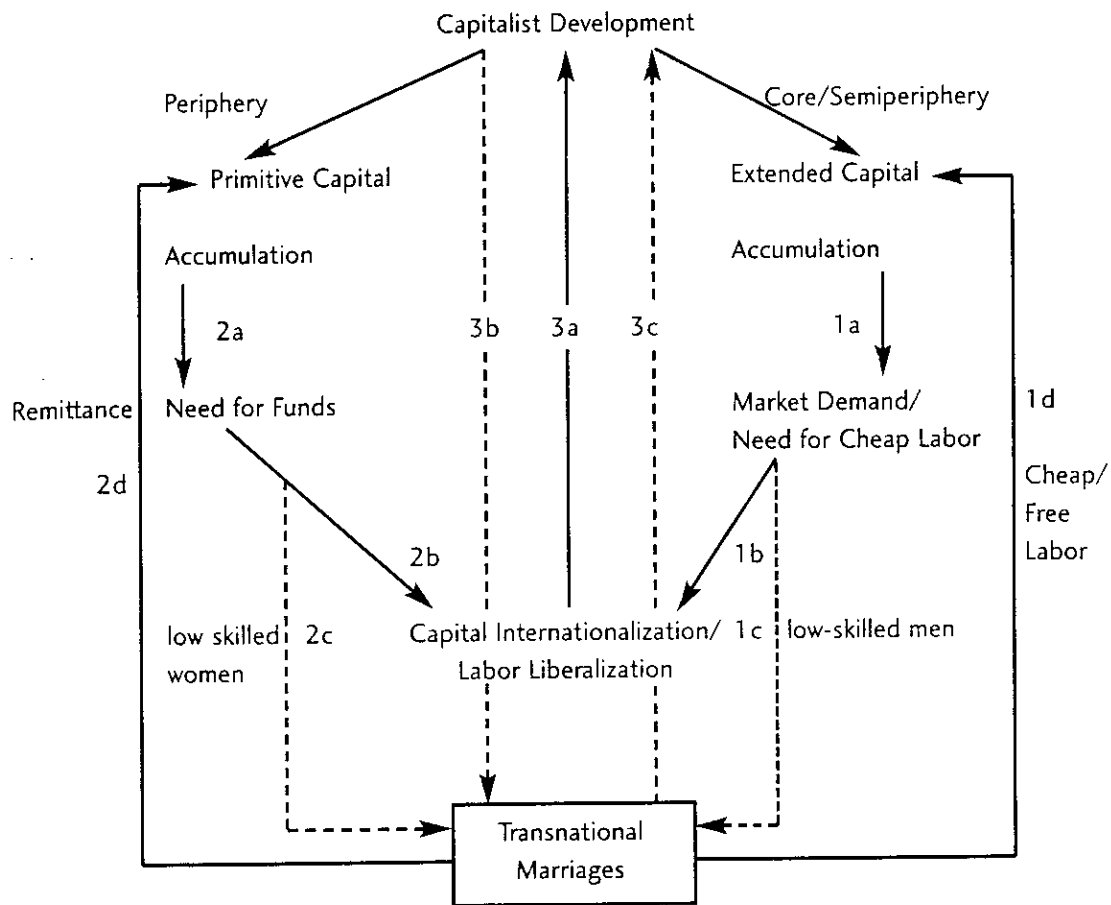 Capitalist Development
Periphery
Core/Semiperiphery
Primitive Capital
Extended Capital
Accumulation
Accumulation
2a
3b
3a
3c
1a
Remittance
Need for Funds
Market Demand/
Need for Cheap Labor
1d
2d
Cheap/
Free
Labor
2b
1b
low skilled
women
2c
Capital Internationalization/
Labor Liberalization
1c
low-skilled men
Transnational
Marriages